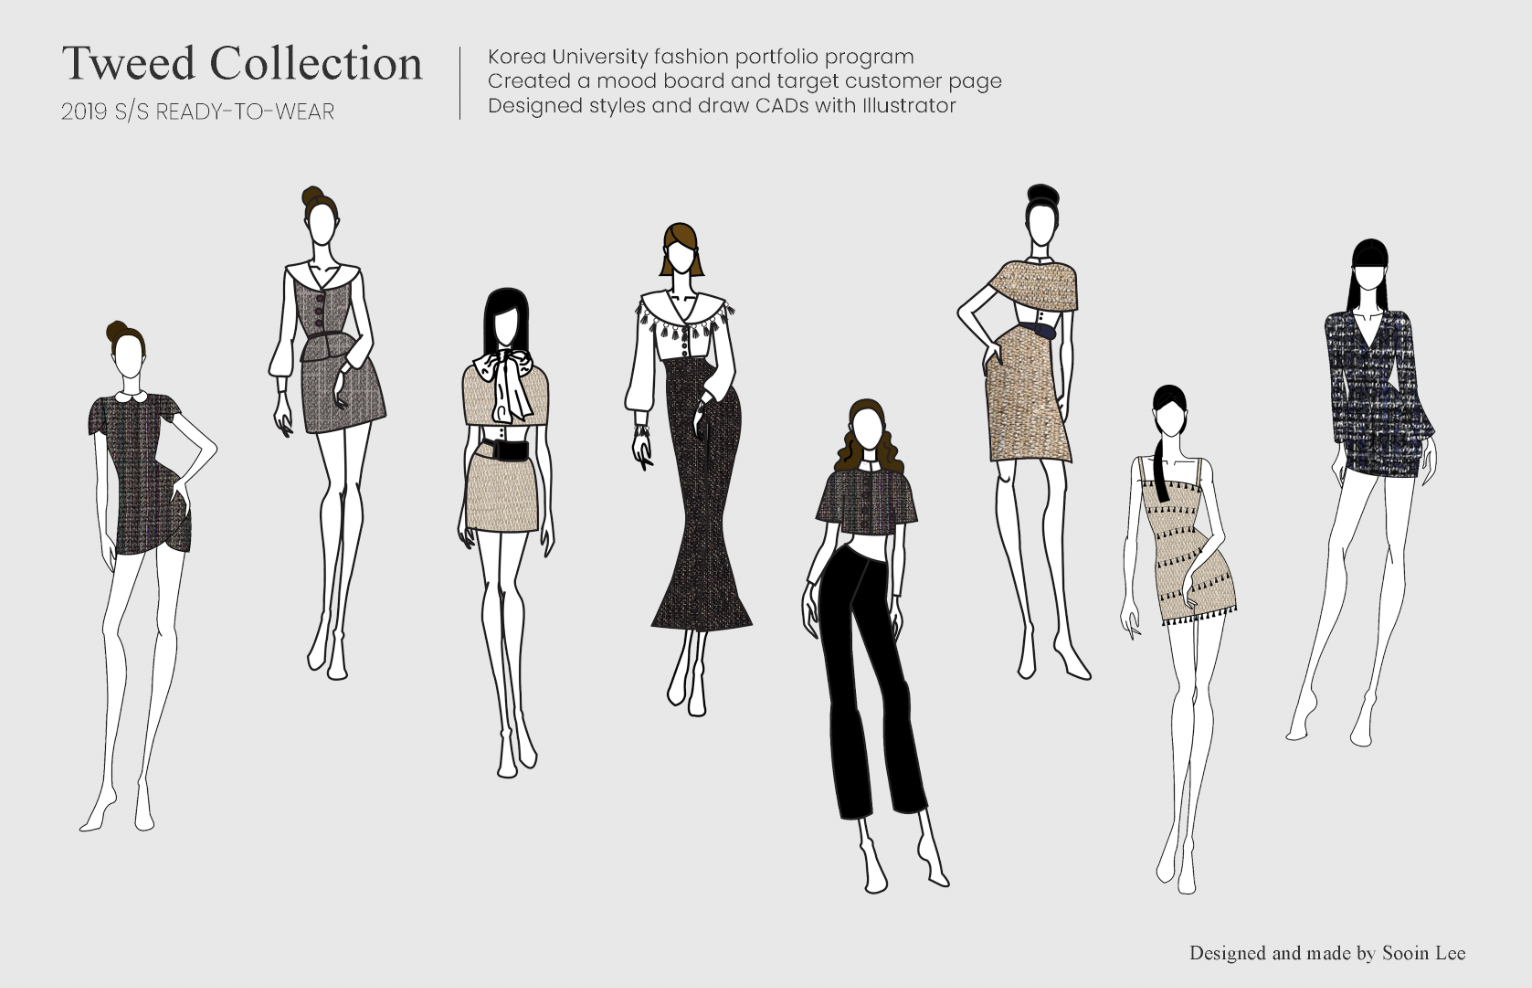 Tweed Collection
2019 S/S READY-TO-WEAR
Korea University fashion portfolio program
Created a mood board and target customer page
Designed styles and draw CADs with Illustrator
Designed and made by Sooin Lee